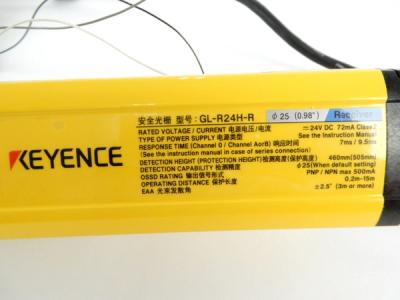 KEYENCE
安全光栅 型号: GL-R24H-R ϕ25 (0.98") Receiver
RATED VOLTAGE / CURRENT 电源电压/电流 ⎓24V DC 72mA Class2
TYPE OF POWER SUPPLY 电源类型 See the Instruction Manual
RESPONSE TIME (Channel 0 / Channel AorB) 响应时间 7ms / 9.5ms
(See the instruction manual in case of series connection)
DETECTION HEIGHT (PROTECTION HEIGHT) 检测高度(保护高度) 460mm(505mm)
DETECTION CAPABILITY 检测精度 ϕ25(When default setting)
OSSD RATING 输出信号形式 PNP / NPN max 500mA
OPERATING DISTANCE 保护长度 0.2m-15m
EAA 光束发散角 ±2.5° (3m or more)